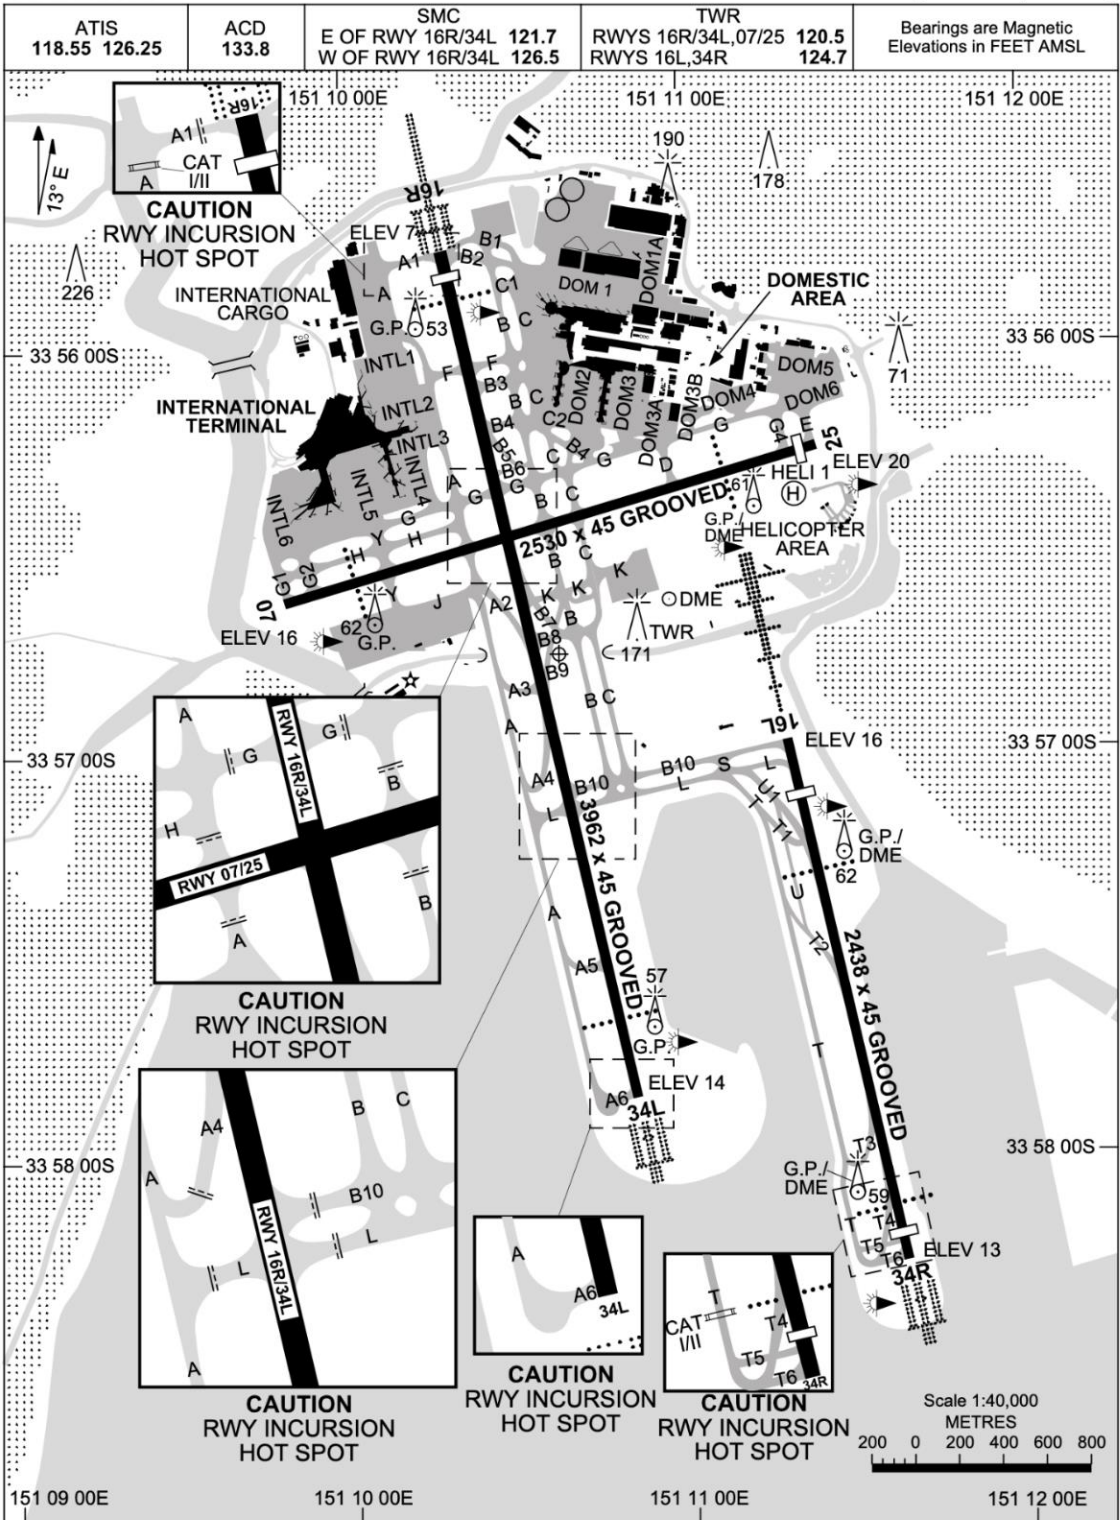 ATIS
118.55 126.25
ACD
133.8
SMC
E OF RWY 16R/34L 121.7
W OF RWY 16R/34L 126.5
TWR
RWYS 16R/34L,07/25 120.5
RWYS 16L,34R 124.7
Bearings are Magnetic
Elevations in FEET AMSL
151 10 00E
151 11 00E
151 12 00E
13° E
16R
A1
CAT
I/II
A
CAUTION
RWY INCURSION
HOT SPOT
226
190
178
16R
ELEV 7
A1
B1
B2
A
C1
B
C
G.P.
53
INTERNATIONAL
CARGO
DOM 1
DOM1A
DOMESTIC
AREA
33 56 00S
33 56 00S
71
INTL1
F
F
B3
B
C
B4
C2
B5
B4
C
B6
DOM2
DOM3
DOM3A
DOM3B
DOM4
DOM5
DOM6
INTERNATIONAL
TERMINAL
INTL2
INTL3
INTL4
INTL5
INTL6
A
G
G
B
C
G
D
G
G4
E
25
ELEV 20
HELI 1
H
61
G.P./
DME
HELICOPTER
AREA
G
Y
H
H
G1
G2
07
ELEV 16
62
G.P.
Y
J
2530 x 45 GROOVED
B
C
K
K
K
A2
B7
B
B8
B9
DME
TWR
171
A3
A
B
C
A4
B10
L
B10
L
S
L
16L
ELEV 16
U1
T
T1
U
G.P./
DME
62
T2
33 57 00S
33 57 00S
A
RWY 16R/34L
G
G
B
H
RWY 07/25
B
A
CAUTION
RWY INCURSION
HOT SPOT
3962 x 45 GROOVED
A
A5
57
G.P.
ELEV 14
A6
34L
2438 x 45 GROOVED
T
T3
G.P./
DME
59
T
T4
T5
T6
ELEV 13
34R
33 58 00S
33 58 00S
A4
B
C
A
B10
RWY 16R/34L
L
L
A
CAUTION
RWY INCURSION
HOT SPOT
A
A6
34L
CAUTION
RWY INCURSION
HOT SPOT
T
CAT
I/II
T4
T5
T6
34R
CAUTION
RWY INCURSION
HOT SPOT
Scale 1:40,000
METRES
200 0 200 400 600 800
151 09 00E
151 10 00E
151 11 00E
151 12 00E